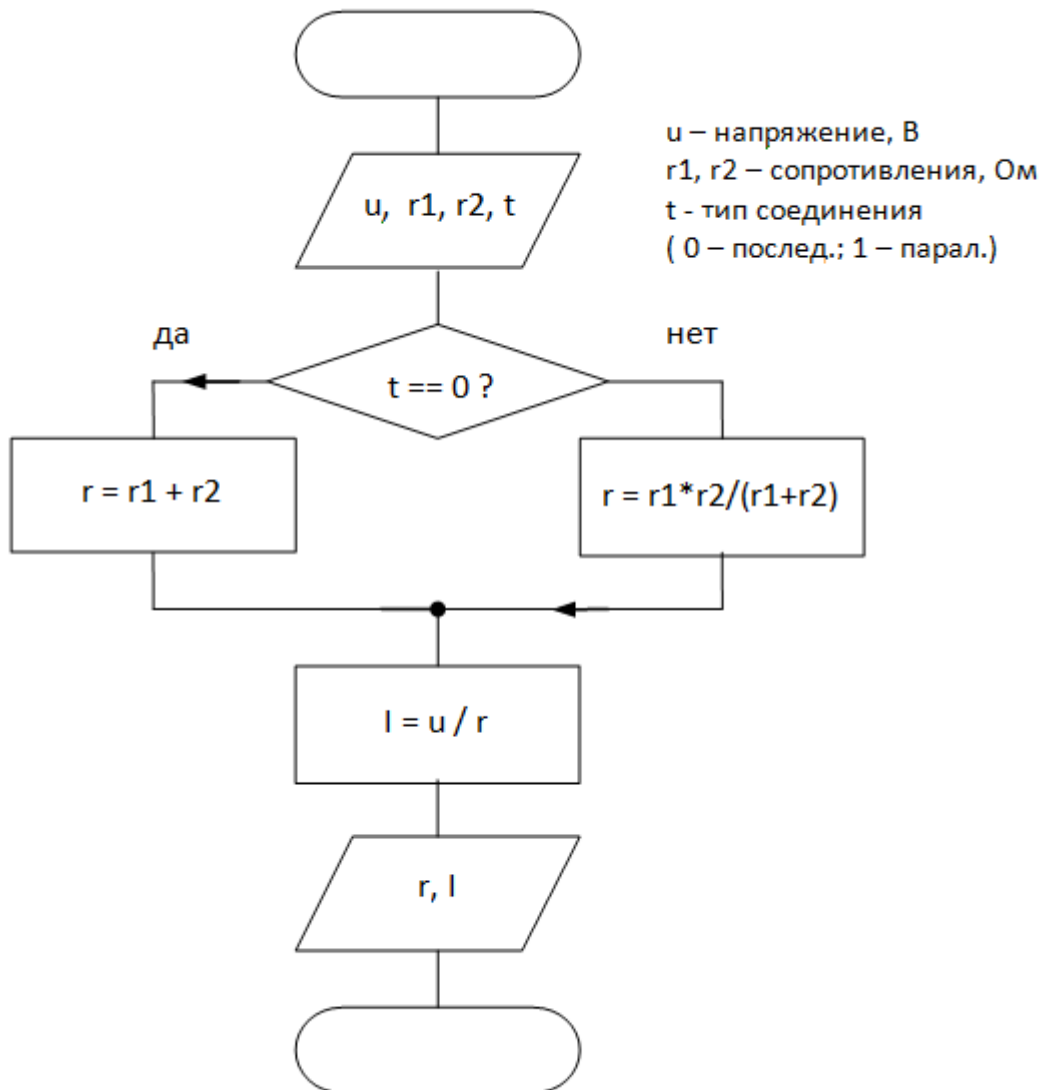 u – напряжение, В
r1, r2 – сопротивления, Ом
t - тип соединения
( 0 – послед.; 1 – парал.)
u, r1, r2, t
да
нет
t == 0 ?
r = r1 + r2
r = r1*r2/(r1+r2)
I = u / r
r, I